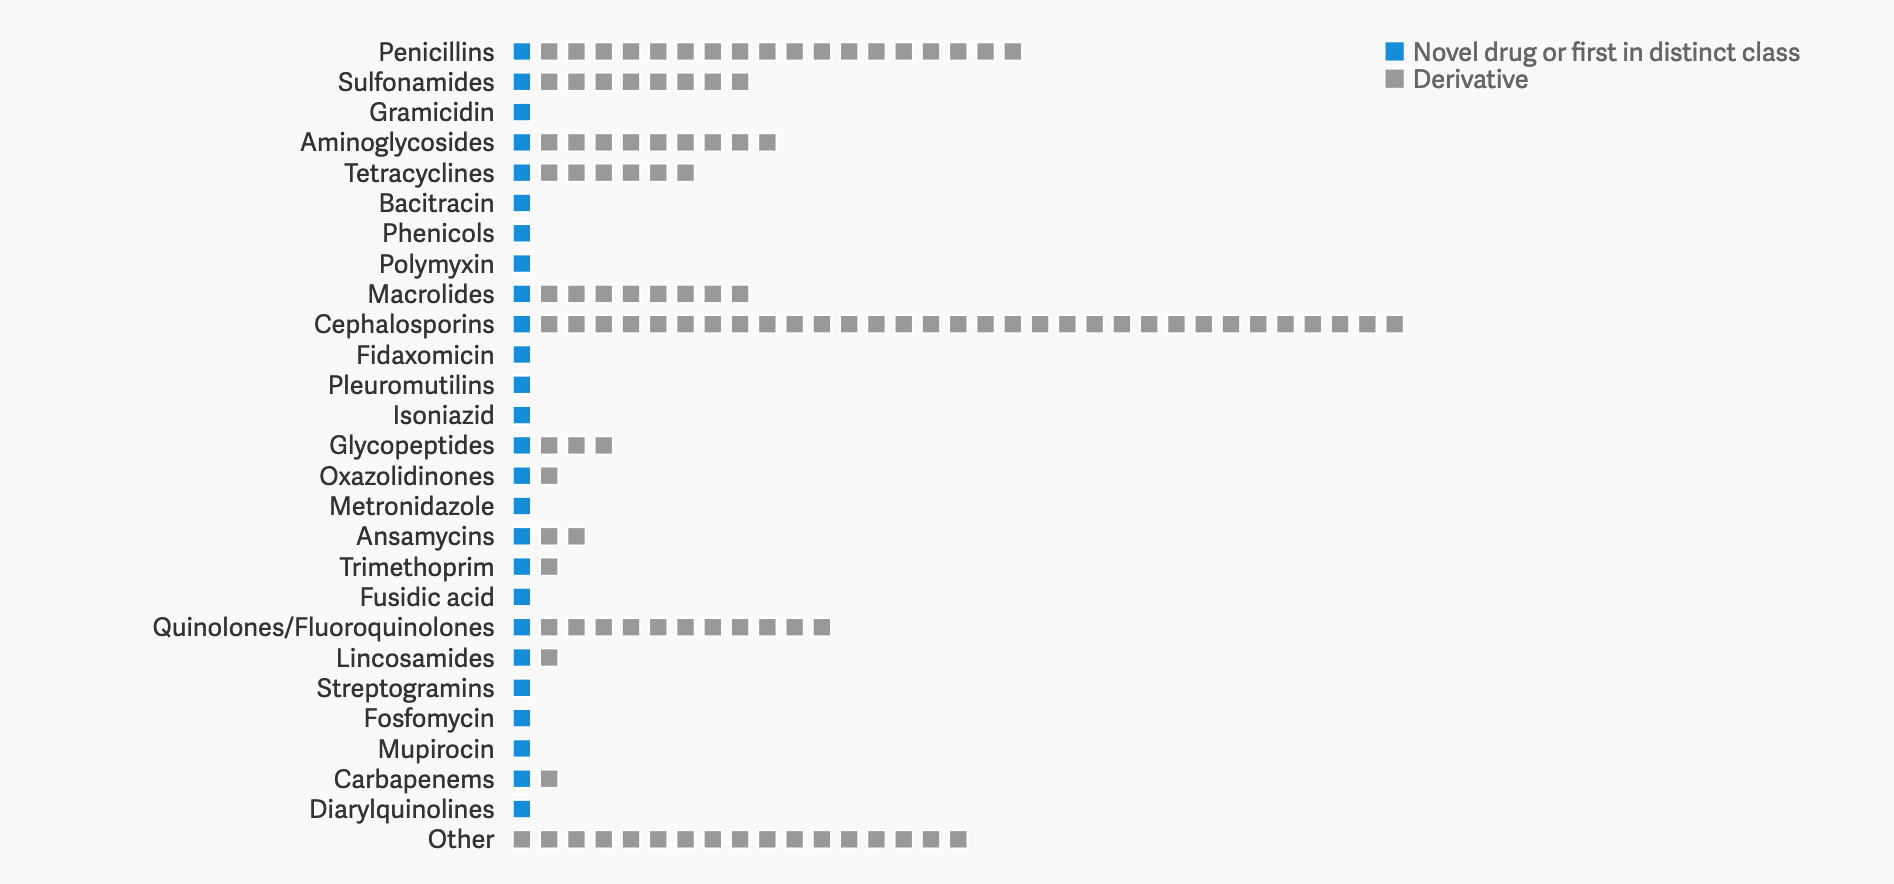 Penicillins
Novel drug or first in distinct class
Derivative
Sulfonamides
Gramicidin
Aminoglycosides
Tetracyclines
Bacitracin
Phenicols
Polymyxin
Macrolides
Cephalosporins
Fidaxomicin
Pleuromutilins
Isoniazid
Glycopeptides
Oxazolidinones
Metronidazole
Ansamycins
Trimethoprim
Fusidic acid
Quinolones/Fluoroquinolones
Lincosamides
Streptogramins
Fosfomycin
Mupirocin
Carbapenems
Diarylquinolines
Other